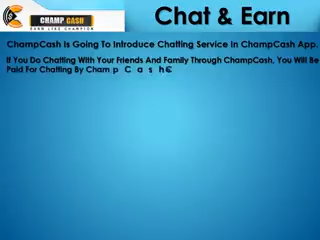 CHAMP CASH
EARN LIKE CHAMPION
Chat & Earn
ChampCash Is Going To Introduce Chatting Service In ChampCash App.
If You Do Chatting With Your Friends And Family Through ChampCash, You Will Be
Paid For Chatting By Cham p C a s h